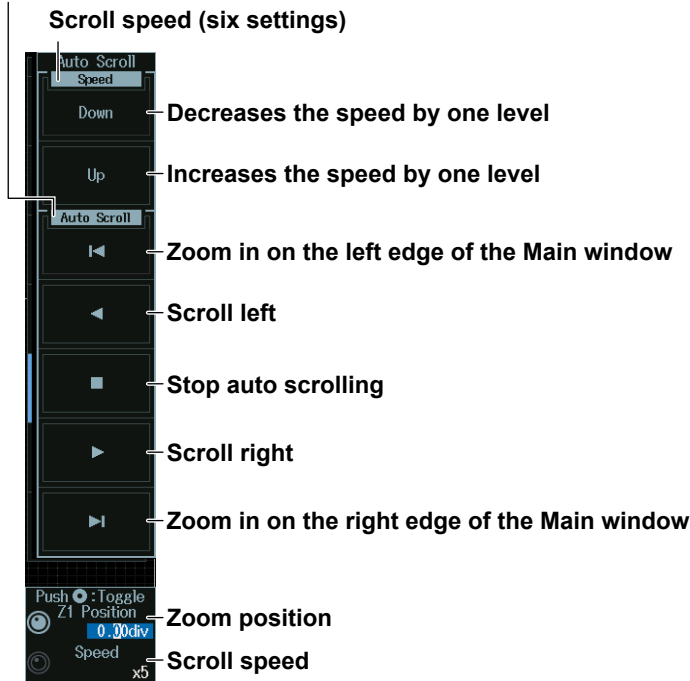 Scroll speed (six settings)
Auto Scroll
Speed
Down
Decreases the speed by one level
Up
Increases the speed by one level
Auto Scroll
Zoom in on the left edge of the Main window
Scroll left
Stop auto scrolling
Scroll right
Zoom in on the right edge of the Main window
Push :Toggle
Z1 Position
Zoom position
0.00div
Speed
Scroll speed
x5